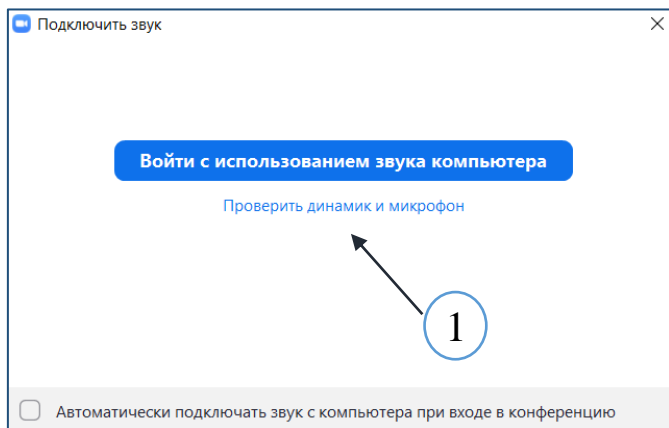 Подключить звук
Войти с использованием звука компьютера
Проверить динамик и микрофон
1
Автоматически подключать звук с компьютера при входе в конференцию